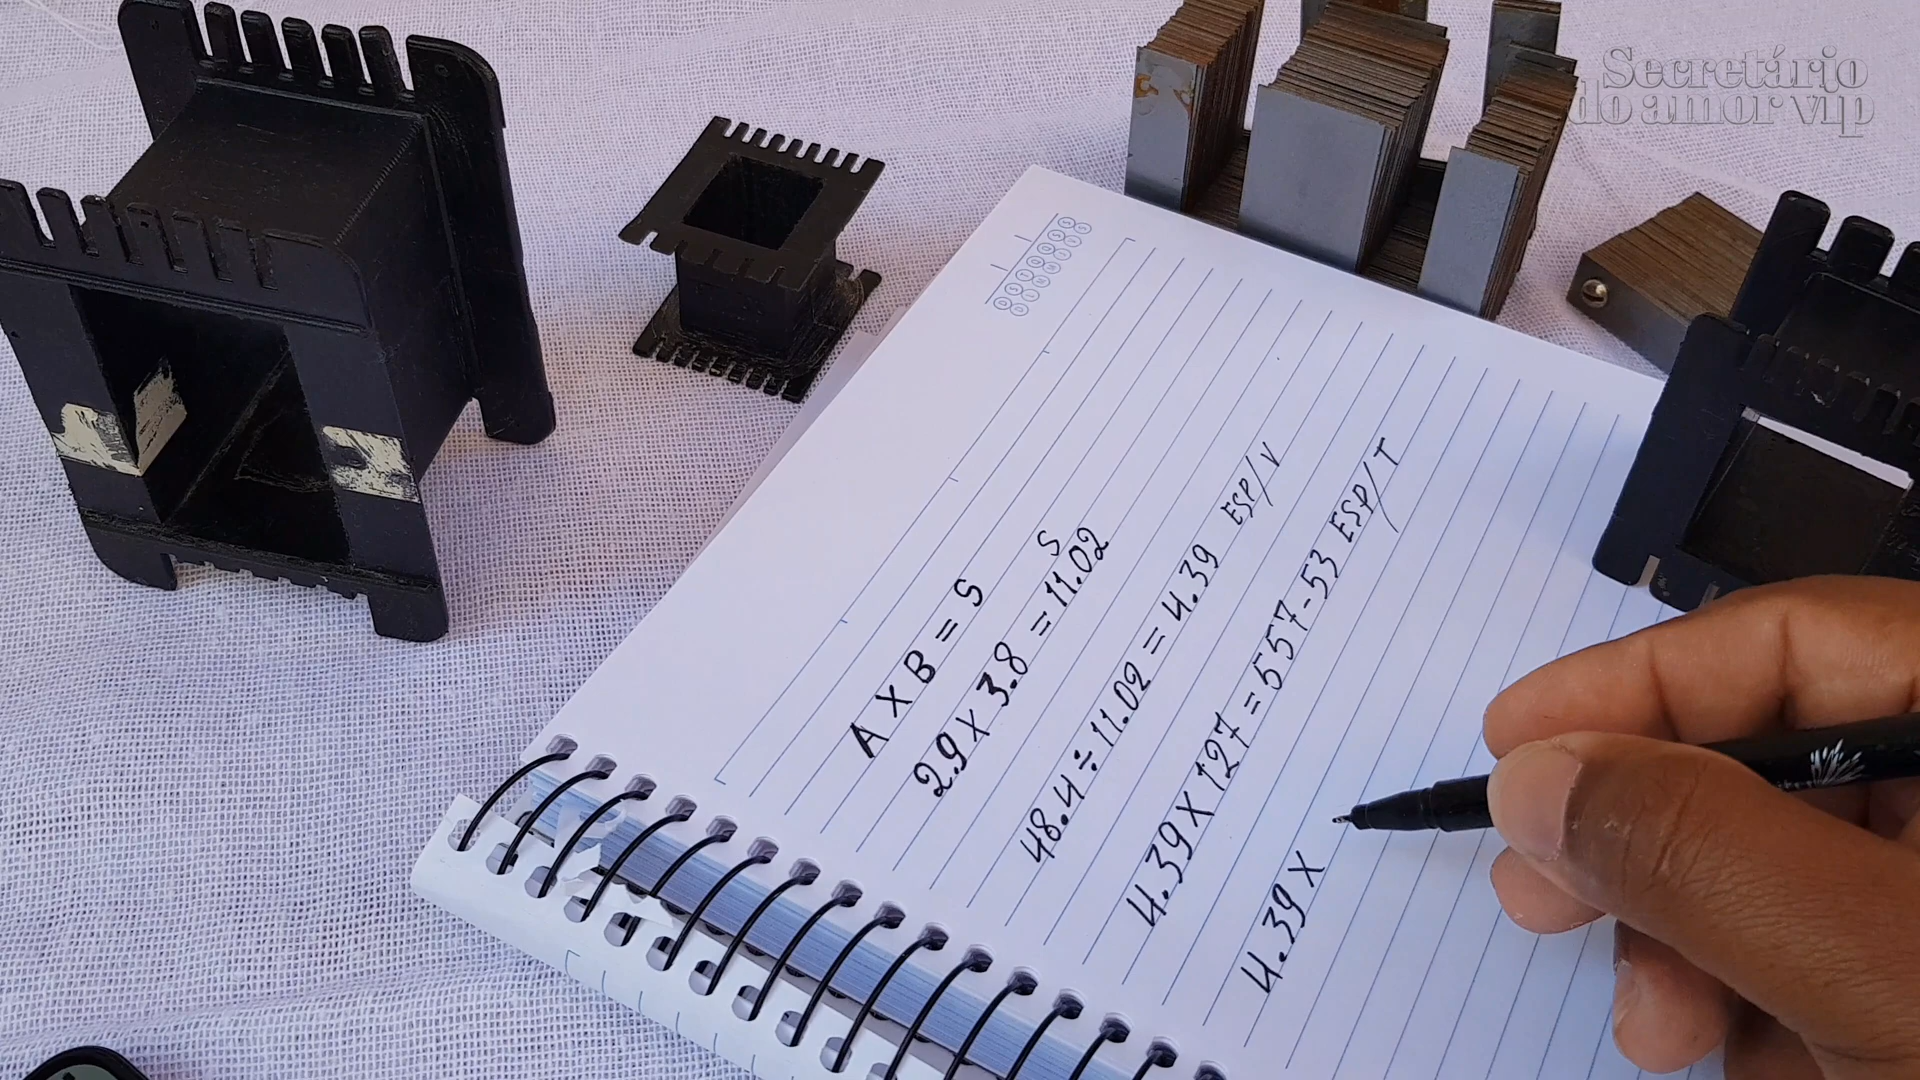 Secretário
do amor vip
A X B = S
S
2.9 X 3.8 = 11.02
48.4 ÷ 11.02 = 4.39 ESP/V
4.39 X 127 = 557-53 ESP/T
4.39 X